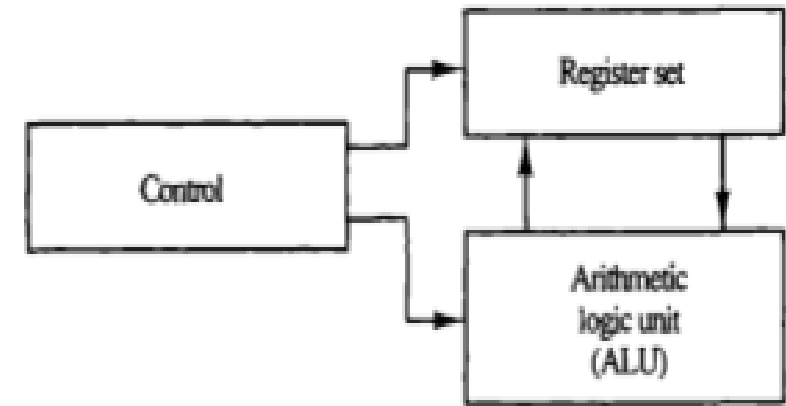 Register set
Control
Arithmetic
logic unit
(ALU)